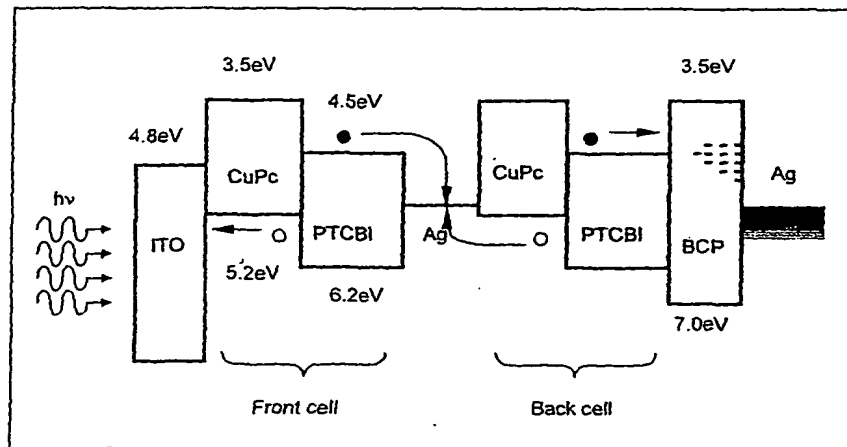 3.5eV
3.5eV
4.5eV
4.8eV
CuPc
CuPc
Ag
hν
ITO
PTCBI
Ag
PTCBI
BCP
5.2eV
6.2eV
7.0eV
Front cell
Back cell